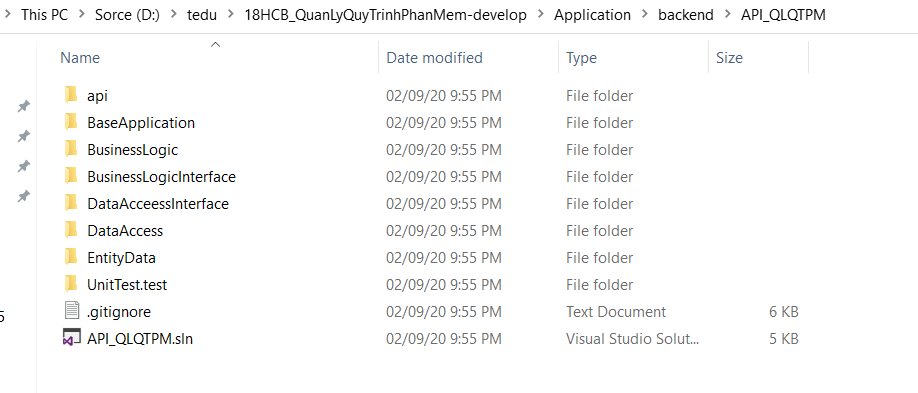 This PC > Sorce (D:) > tedu > 18HCB_QuanLyQuyTrinhPhanMem-develop > Application > backend > API_QLQTPM
Name Date modified Type Size
api 02/09/20 9:55 PM File folder
BaseApplication 02/09/20 9:55 PM File folder
BusinessLogic 02/09/20 9:55 PM File folder
BusinessLogicInterface 02/09/20 9:55 PM File folder
DataAcceessInterface 02/09/20 9:55 PM File folder
DataAccess 02/09/20 9:55 PM File folder
EntityData 02/09/20 9:55 PM File folder
UnitTest.test 02/09/20 9:55 PM File folder
5 .gitignore 02/09/20 9:55 PM Text Document 6 KB
API_QLQTPM.sln 02/09/20 9:55 PM Visual Studio Solut... 5 KB